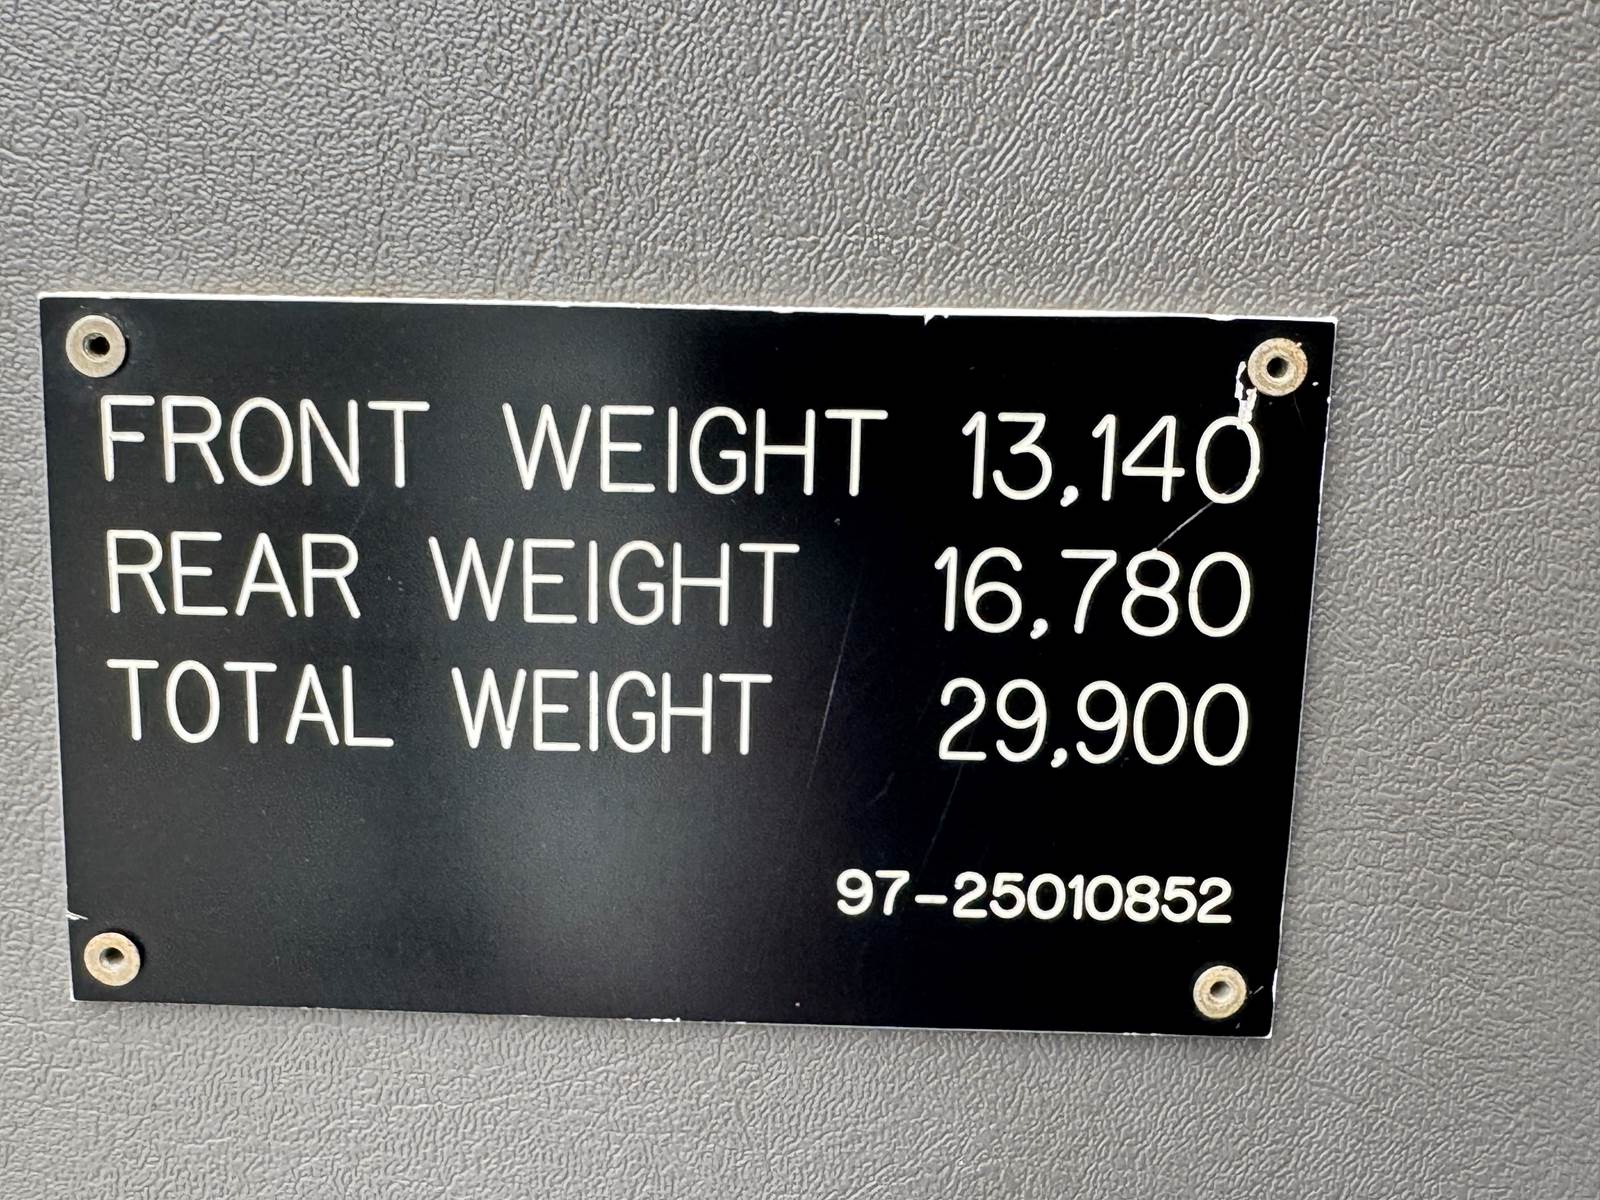 FRONT WEIGHT 13,140
REAR WEIGHT 16,780
TOTAL WEIGHT 29,900
97-25010852